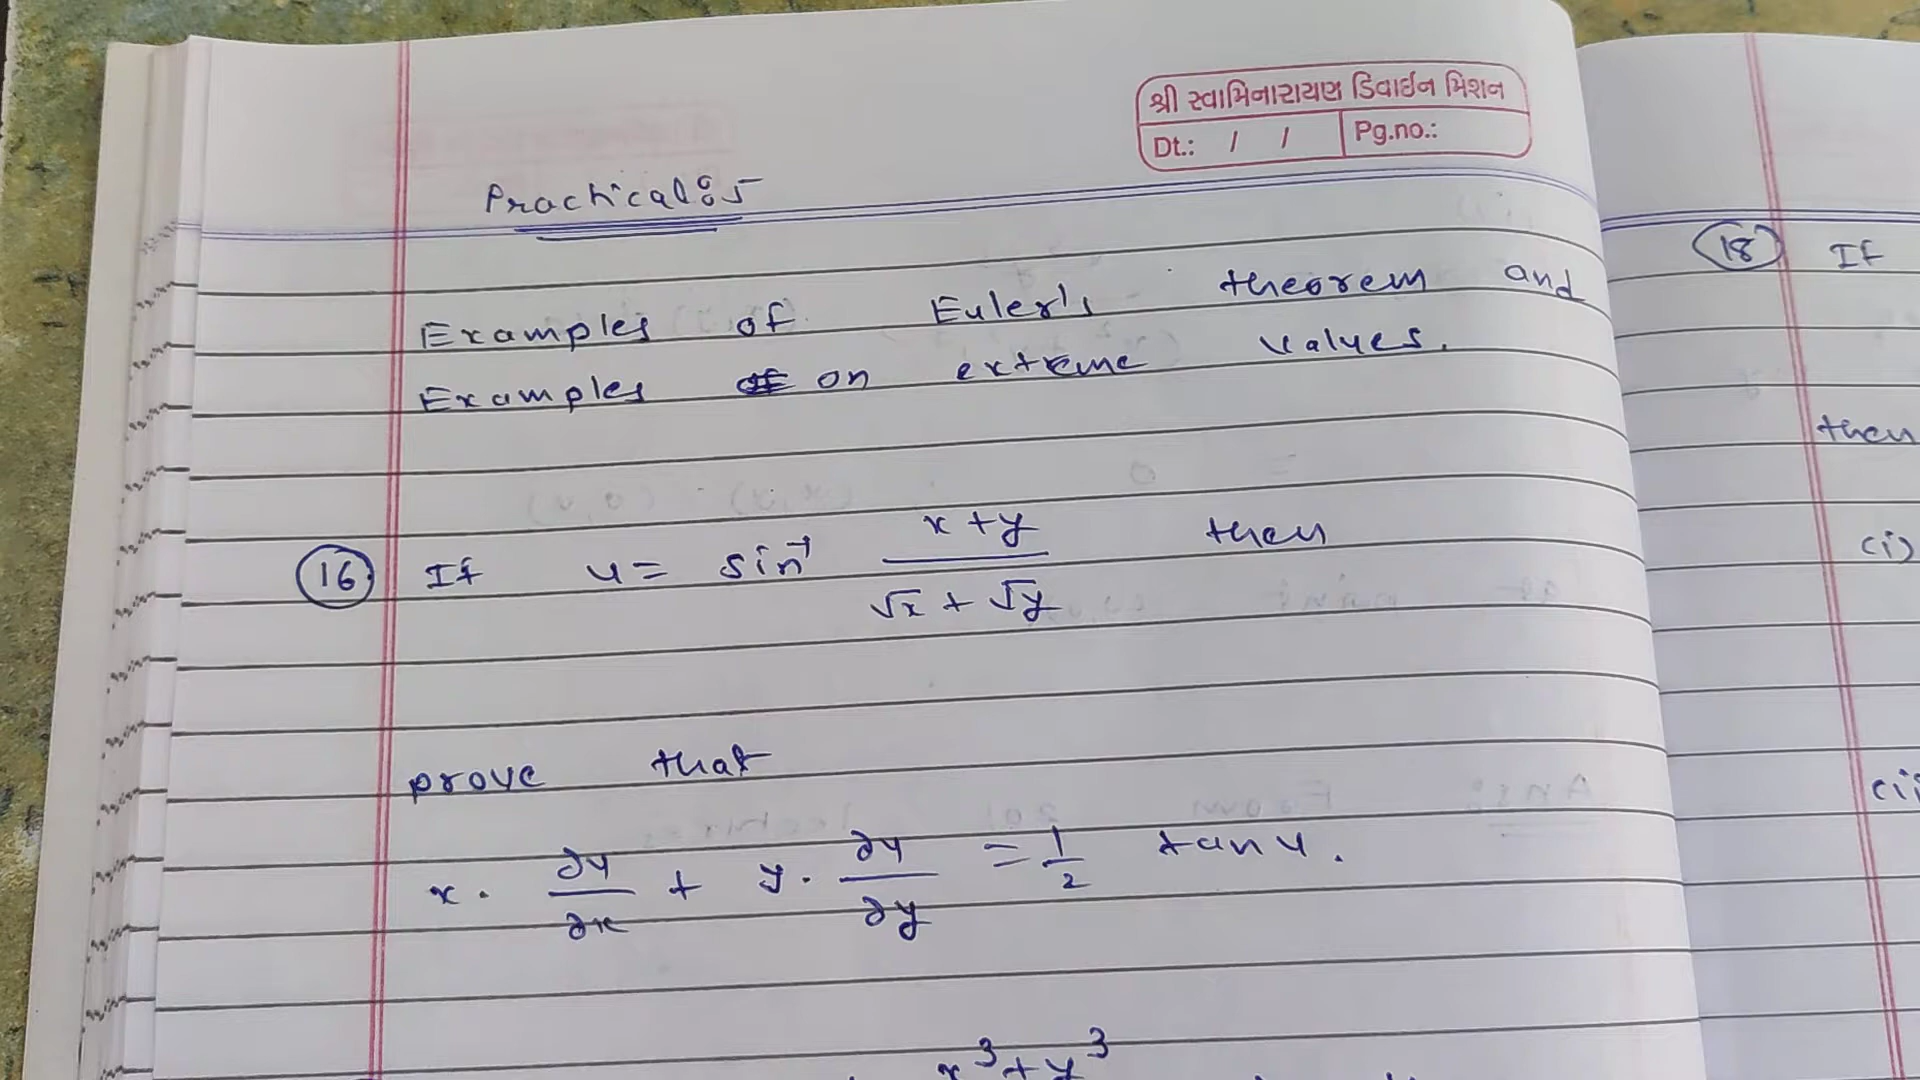 શ્રી સ્વામિનારાયણ ડિવાઈન મિશન
Dt.: / / Pg.no.:
Practical:5
Examples of Euler's theorem and
Examples on extreme values.
16 If u = sin⁻¹ (x+y)/(√x + √y) then
prove that
x · ∂u/∂x + y · ∂u/∂y = 1/2 tan u.
x³+y³
18 If
then
(i)